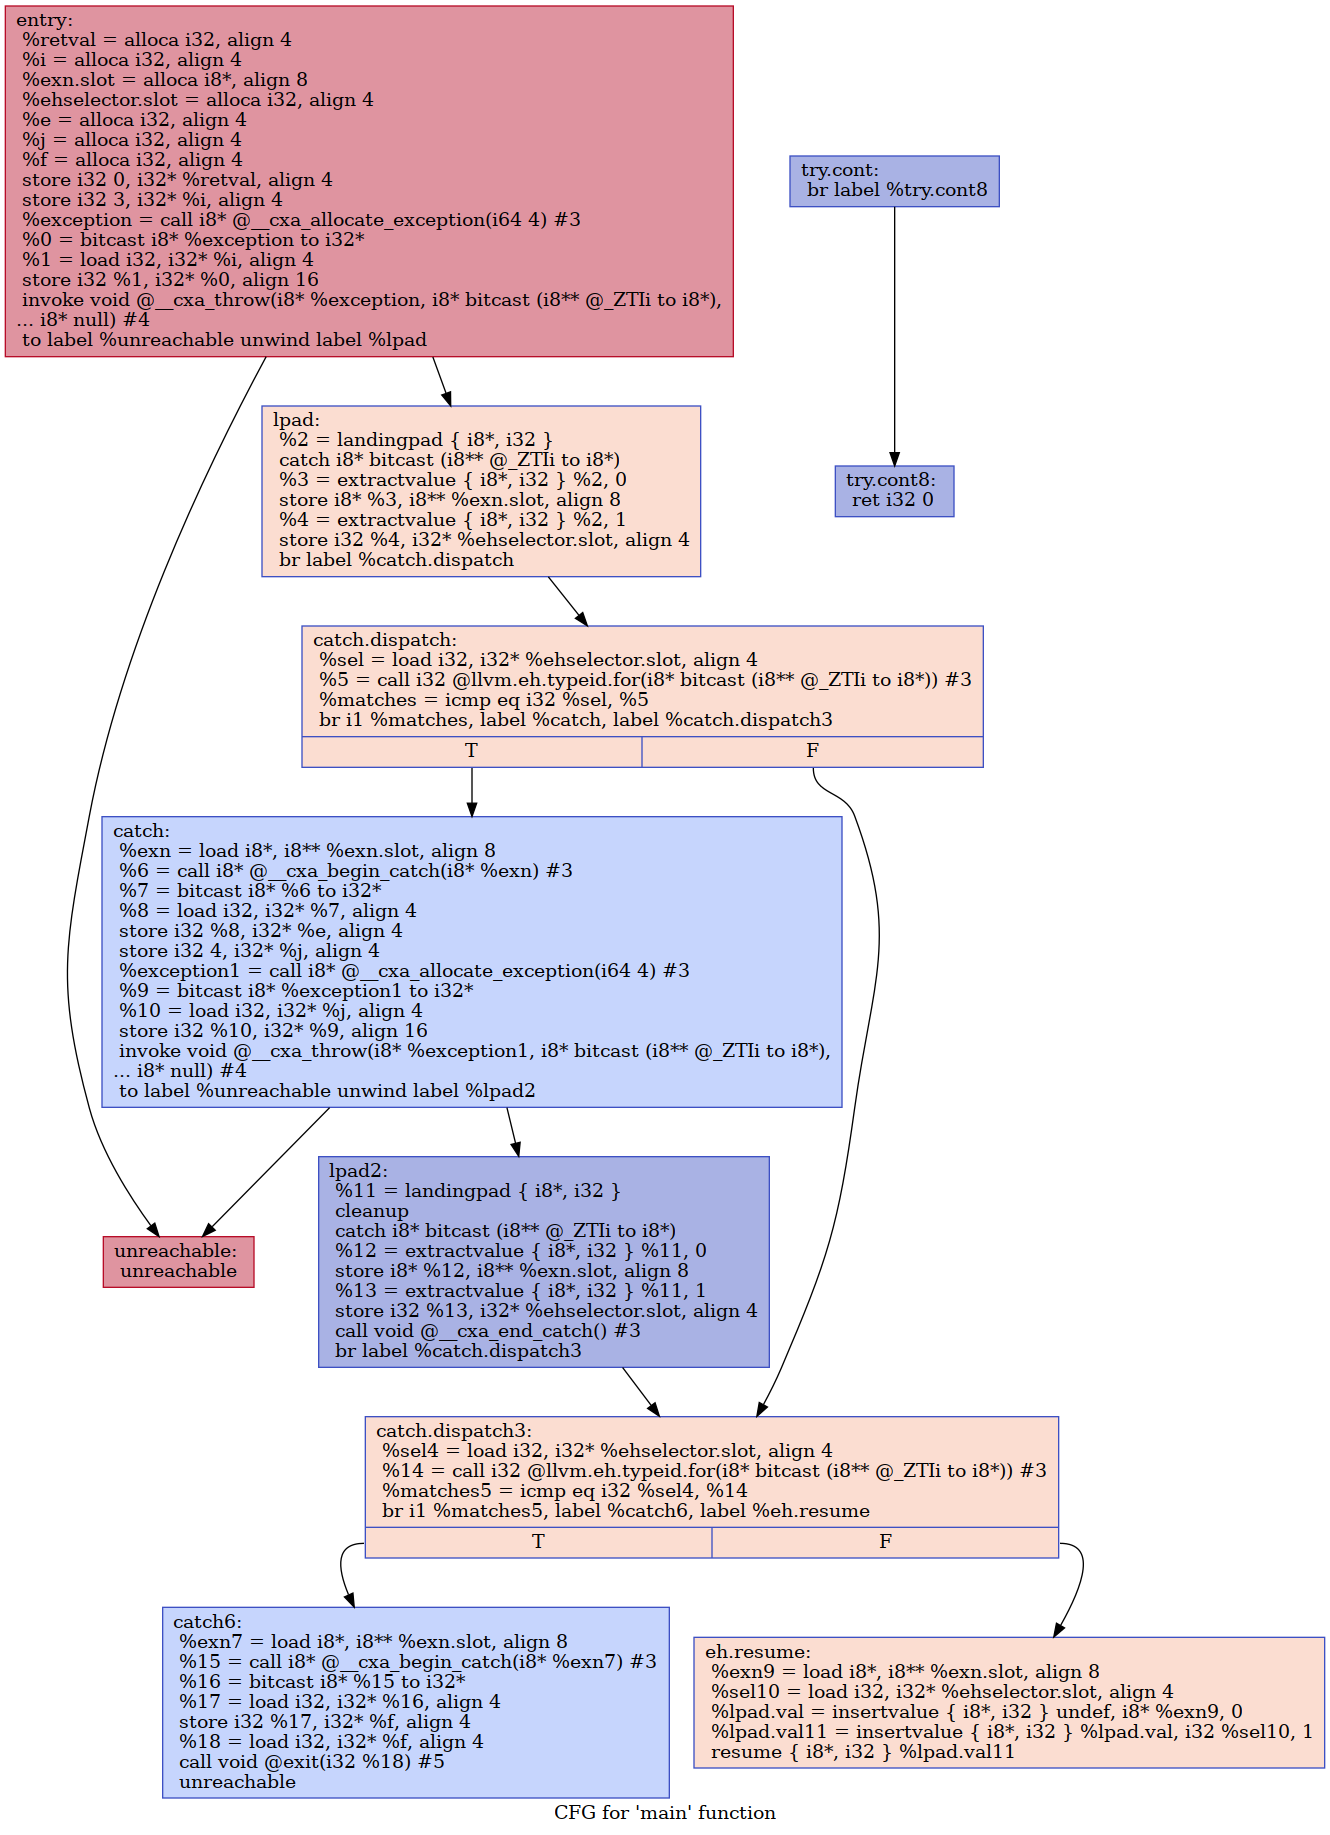 entry:
%retval = alloca i32, align 4
%i = alloca i32, align 4
%exn.slot = alloca i8*, align 8
%ehselector.slot = alloca i32, align 4
%e = alloca i32, align 4
%j = alloca i32, align 4
%f = alloca i32, align 4
store i32 0, i32* %retval, align 4
store i32 3, i32* %i, align 4
%exception = call i8* @__cxa_allocate_exception(i64 4) #3
%0 = bitcast i8* %exception to i32*
%1 = load i32, i32* %i, align 4
store i32 %1, i32* %0, align 16
invoke void @__cxa_throw(i8* %exception, i8* bitcast (i8** @_ZTIi to i8*),
... i8* null) #4
to label %unreachable unwind label %lpad
try.cont:
br label %try.cont8
lpad:
%2 = landingpad { i8*, i32 }
catch i8* bitcast (i8** @_ZTIi to i8*)
%3 = extractvalue { i8*, i32 } %2, 0
store i8* %3, i8** %exn.slot, align 8
%4 = extractvalue { i8*, i32 } %2, 1
store i32 %4, i32* %ehselector.slot, align 4
br label %catch.dispatch
try.cont8:
ret i32 0
catch.dispatch:
%sel = load i32, i32* %ehselector.slot, align 4
%5 = call i32 @llvm.eh.typeid.for(i8* bitcast (i8** @_ZTIi to i8*)) #3
%matches = icmp eq i32 %sel, %5
br i1 %matches, label %catch, label %catch.dispatch3
T
F
catch:
%exn = load i8*, i8** %exn.slot, align 8
%6 = call i8* @__cxa_begin_catch(i8* %exn) #3
%7 = bitcast i8* %6 to i32*
%8 = load i32, i32* %7, align 4
store i32 %8, i32* %e, align 4
store i32 4, i32* %j, align 4
%exception1 = call i8* @__cxa_allocate_exception(i64 4) #3
%9 = bitcast i8* %exception1 to i32*
%10 = load i32, i32* %j, align 4
store i32 %10, i32* %9, align 16
invoke void @__cxa_throw(i8* %exception1, i8* bitcast (i8** @_ZTIi to i8*),
... i8* null) #4
to label %unreachable unwind label %lpad2
lpad2:
%11 = landingpad { i8*, i32 }
cleanup
catch i8* bitcast (i8** @_ZTIi to i8*)
%12 = extractvalue { i8*, i32 } %11, 0
store i8* %12, i8** %exn.slot, align 8
%13 = extractvalue { i8*, i32 } %11, 1
store i32 %13, i32* %ehselector.slot, align 4
call void @__cxa_end_catch() #3
br label %catch.dispatch3
unreachable:
unreachable
catch.dispatch3:
%sel4 = load i32, i32* %ehselector.slot, align 4
%14 = call i32 @llvm.eh.typeid.for(i8* bitcast (i8** @_ZTIi to i8*)) #3
%matches5 = icmp eq i32 %sel4, %14
br i1 %matches5, label %catch6, label %eh.resume
T
F
catch6:
%exn7 = load i8*, i8** %exn.slot, align 8
%15 = call i8* @__cxa_begin_catch(i8* %exn7) #3
%16 = bitcast i8* %15 to i32*
%17 = load i32, i32* %16, align 4
store i32 %17, i32* %f, align 4
%18 = load i32, i32* %f, align 4
call void @exit(i32 %18) #5
unreachable
eh.resume:
%exn9 = load i8*, i8** %exn.slot, align 8
%sel10 = load i32, i32* %ehselector.slot, align 4
%lpad.val = insertvalue { i8*, i32 } undef, i8* %exn9, 0
%lpad.val11 = insertvalue { i8*, i32 } %lpad.val, i32 %sel10, 1
resume { i8*, i32 } %lpad.val11
CFG for 'main' function